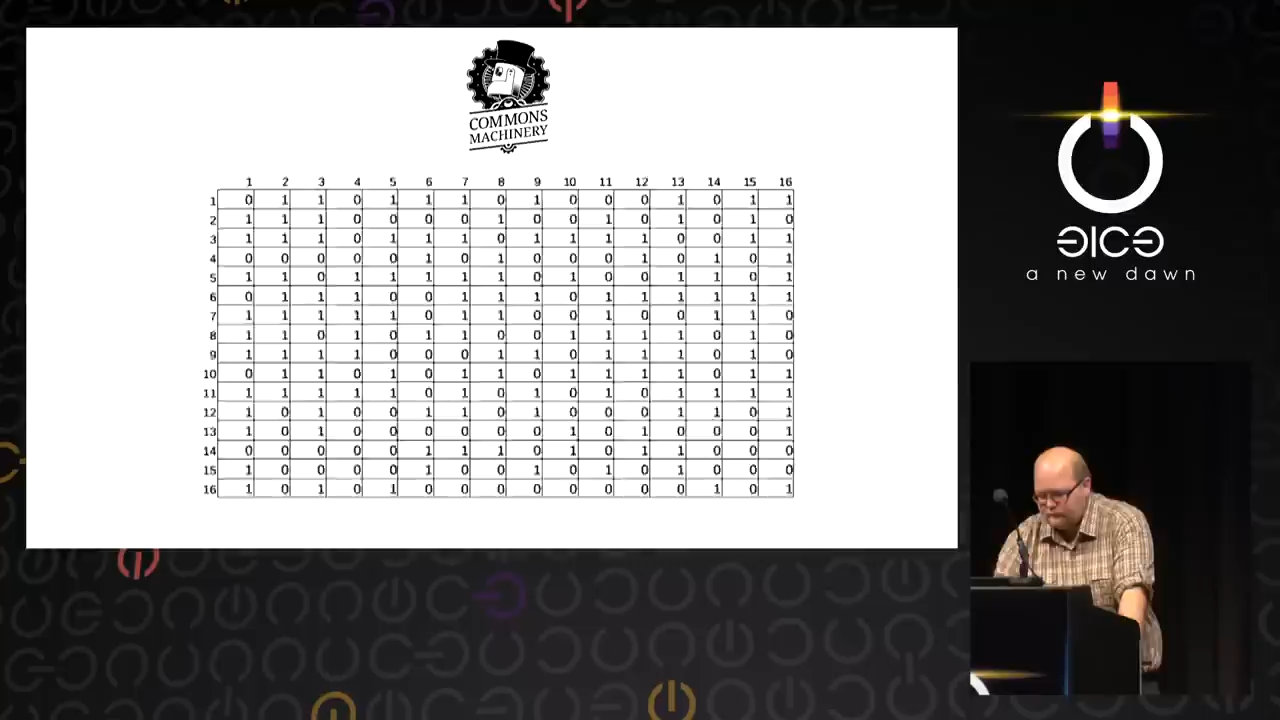 COMMONS
MACHINERY
1 2 3 4 5 6 7 8 9 10 11 12 13 14 15 16
1 0 1 1 0 1 1 1 0 1 0 0 0 1 0 1 1
2 1 1 1 0 0 0 0 1 0 0 1 0 1 0 1 0
3 1 1 1 0 1 1 1 0 1 1 1 1 0 0 1 1
4 0 0 0 0 0 1 0 1 0 0 0 1 0 1 0 1
5 1 1 0 1 1 1 1 1 0 1 0 0 1 1 0 1
6 0 1 1 1 0 0 1 1 1 0 1 1 1 1 1 1
7 1 1 1 1 1 0 1 1 0 0 1 0 0 1 1 0
8 1 1 0 1 0 1 1 0 0 1 1 1 1 0 1 0
9 1 1 1 1 0 0 0 1 1 0 1 1 1 0 1 0
10 0 1 1 0 1 0 1 1 0 1 1 1 1 0 1 1
11 1 1 1 1 1 0 1 0 1 0 1 0 1 1 1 1
12 1 0 1 0 0 1 1 0 1 0 0 0 1 1 0 1
13 1 0 1 0 0 0 0 0 0 1 0 1 0 0 0 1
14 0 0 0 0 0 1 1 1 0 1 0 1 1 0 0 0
15 1 0 0 0 0 1 0 0 1 0 1 0 1 0 0 0
16 1 0 1 0 1 0 0 0 0 0 0 0 0 1 0 1
a new dawn